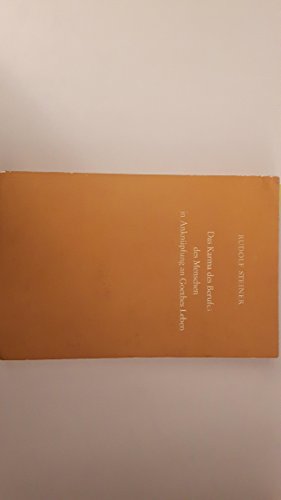 RUDOLF STEINER
Das Karma des Berufes
des Menschen
in Anknüpfung an Goethes Leben